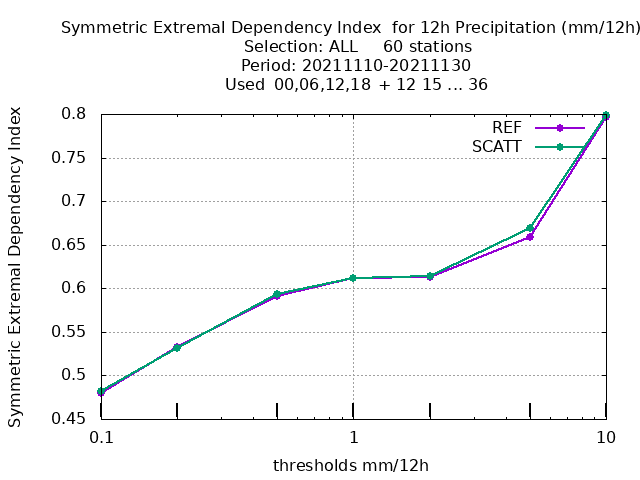 Symmetric Extremal Dependency Index  for 12h Precipitation (mm/12h)
Selection: ALL     60 stations
Period: 20211110-20211130
Used  00,06,12,18  + 12 15 ... 36
Symmetric Extremal Dependency Index
0.8
0.75
0.7
0.65
0.6
0.55
0.5
0.45
REF
SCATT
0.1
1
10
thresholds mm/12h